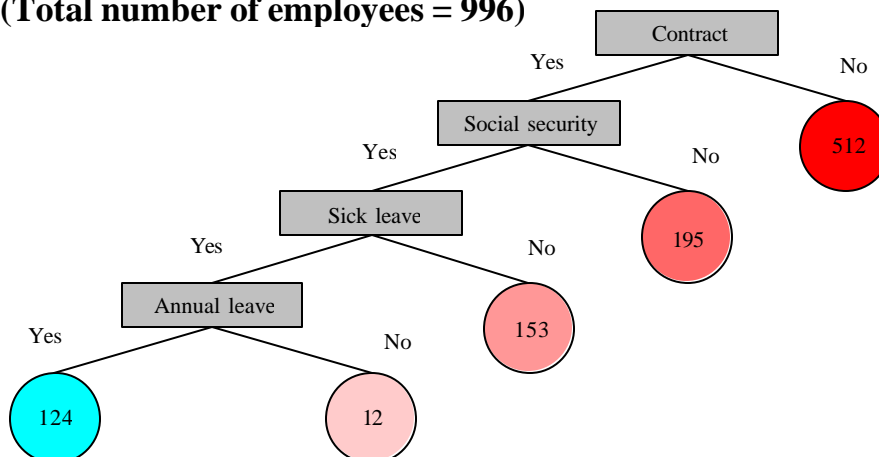 (Total number of employees = 996)
Contract
Yes
No
Social security
512
Yes
No
Sick leave
195
Yes
No
Annual leave
153
Yes
No
124
12